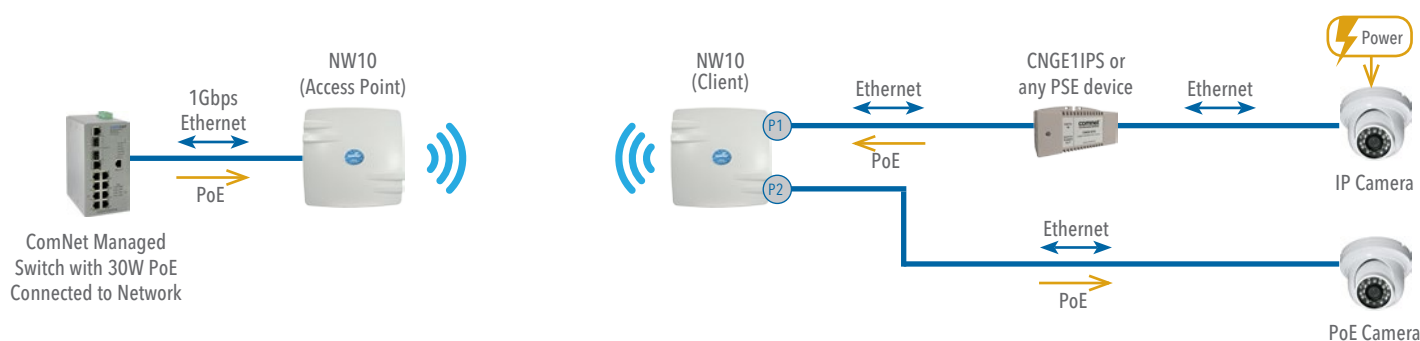 NW10
(Access Point)
1Gbps
Ethernet
PoE
ComNet Managed
Switch with 30W PoE
Connected to Network
NW10
(Client)
P1
P2
Ethernet
PoE
CNGE1IPS or
any PSE device
comnet
Ethernet
Power
IP Camera
Ethernet
PoE
PoE Camera